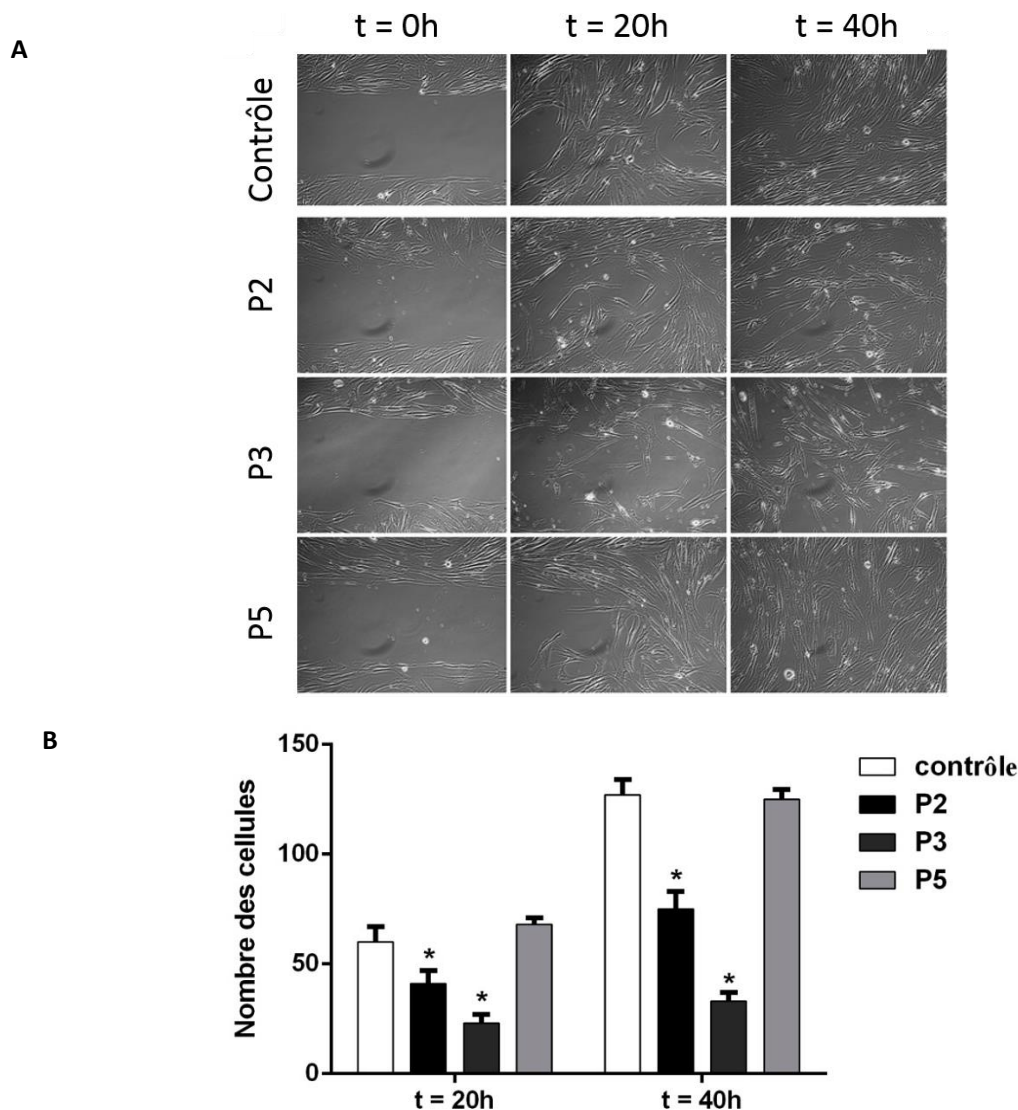 A
t = 0h t = 20h t = 40h
Contrôle
P2
P3
P5
B
Nombre des cellules
150
100
50
0
* * * *
t = 20h t = 40h
contrôle
P2
P3
P5